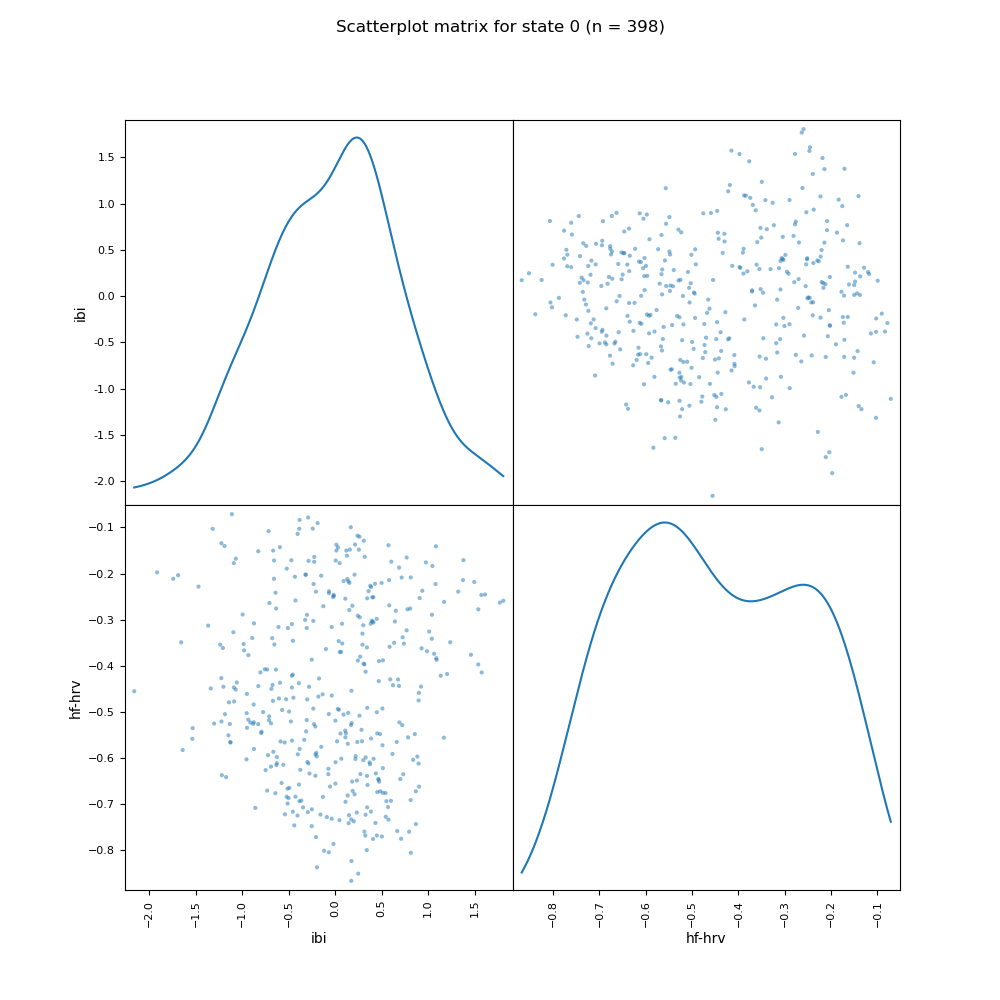 Scatterplot matrix for state 0 (n = 398)
1.5
1.0
0.5
0.0
−0.5
−1.0
−1.5
−2.0
ibi
−0.1
−0.2
−0.3
−0.4
−0.5
−0.6
−0.7
−0.8
hf-hrv
−2.0 −1.5 −1.0 −0.5 0.0 0.5 1.0 1.5
ibi
−0.8 −0.7 −0.6 −0.5 −0.4 −0.3 −0.2 −0.1
hf-hrv